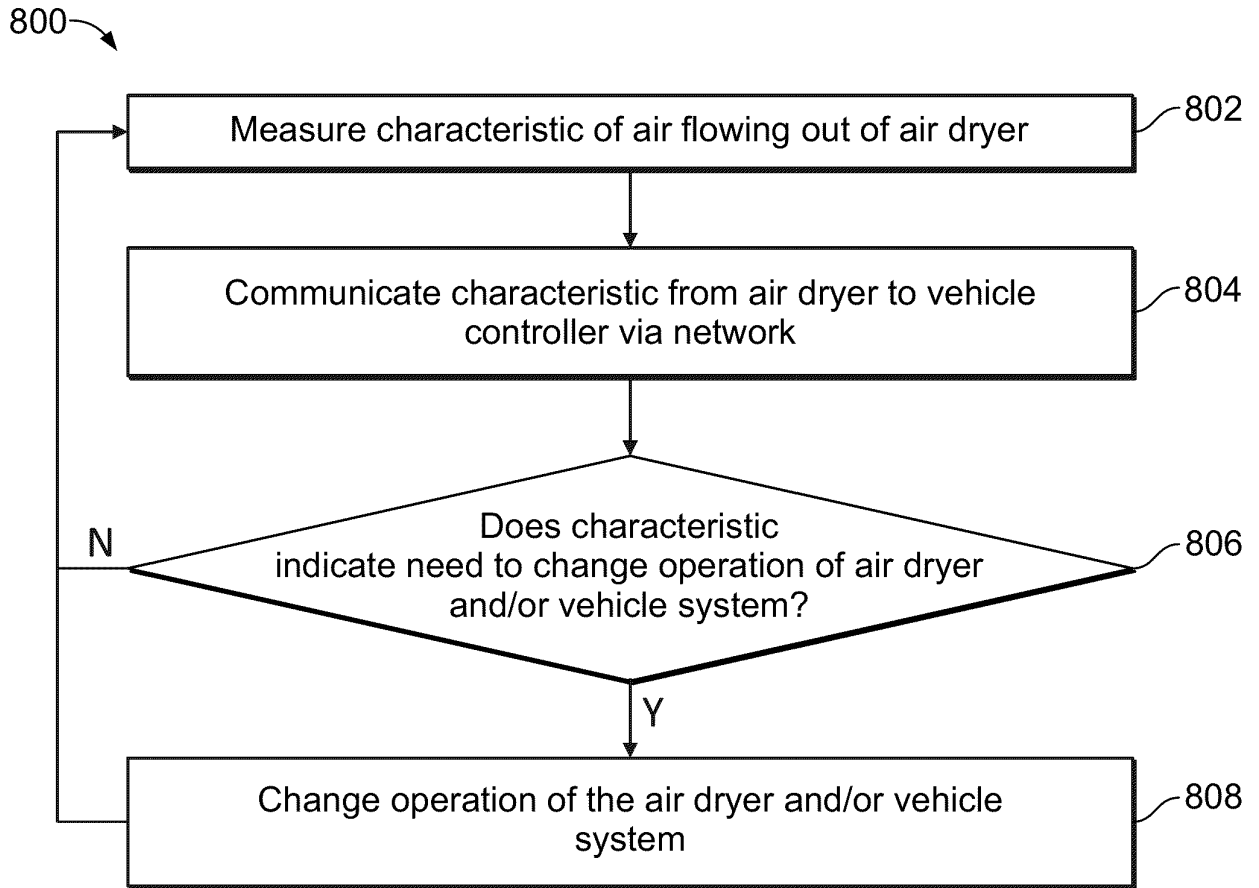 800
Measure characteristic of air flowing out of air dryer
802
Communicate characteristic from air dryer to vehicle
controller via network
804
Does characteristic
indicate need to change operation of air dryer
and/or vehicle system?
806
N
Y
Change operation of the air dryer and/or vehicle
system
808